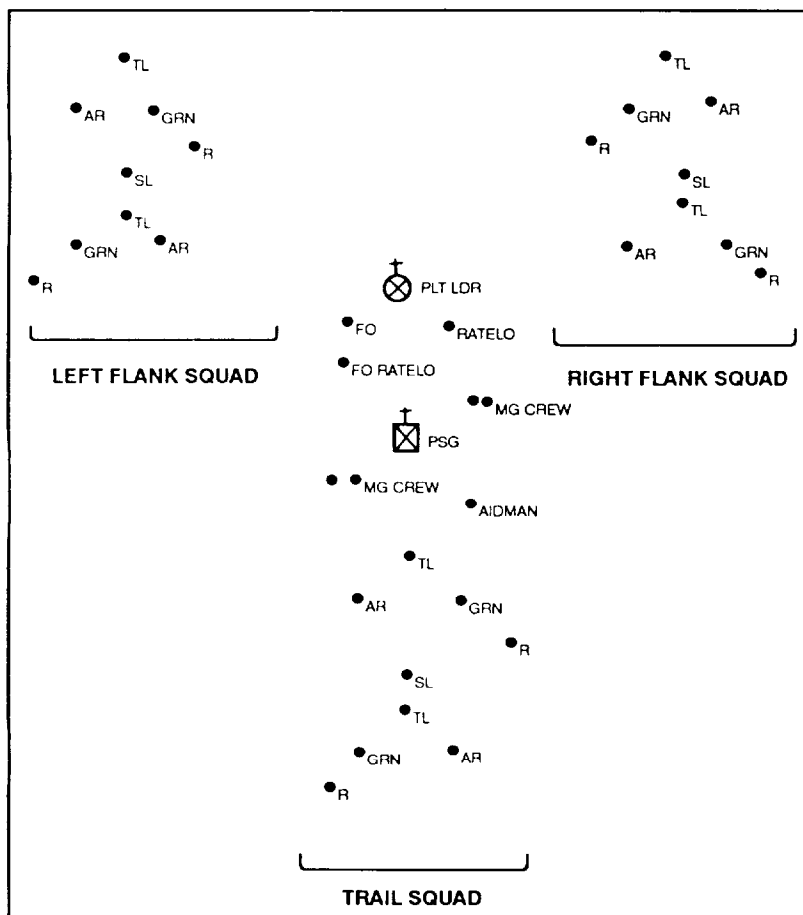 TL
AR
GRN
R
SL
TL
GRN
AR
R
LEFT FLANK SQUAD
TL
GRN
AR
R
SL
TL
AR
GRN
R
RIGHT FLANK SQUAD
PLT LDR
FO
RATELO
FO RATELO
MG CREW
PSG
MG CREW
AIDMAN
TL
AR
GRN
R
SL
TL
GRN
AR
R
TRAIL SQUAD